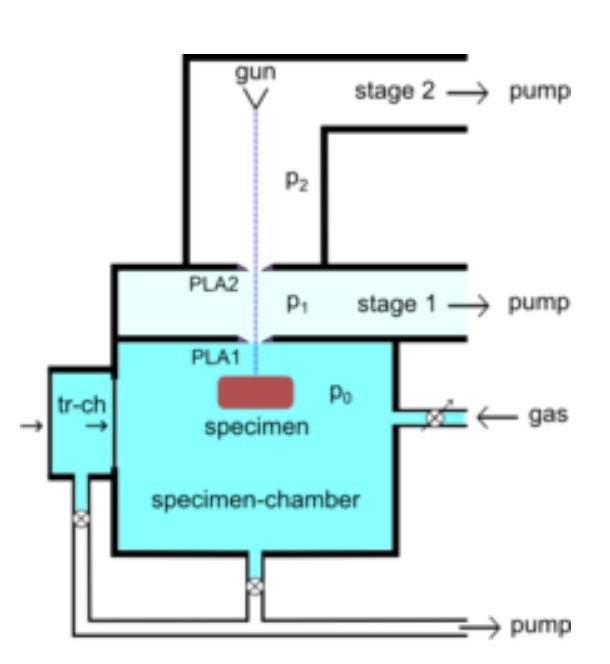 gun
stage 2 pump
p2
PLA2
p1 stage 1 pump
PLA1
tr-ch
p0
gas
specimen
specimen-chamber
pump